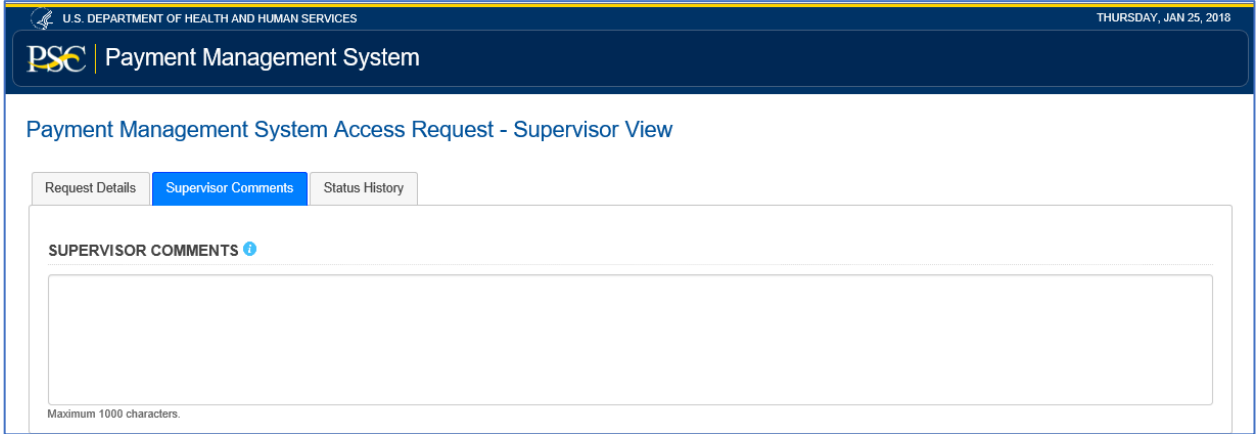 U.S. DEPARTMENT OF HEALTH AND HUMAN SERVICES
THURSDAY, JAN 25, 2018
PSC | Payment Management System
Payment Management System Access Request - Supervisor View
Request Details
Supervisor Comments
Status History
SUPERVISOR COMMENTS
Maximum 1000 characters.